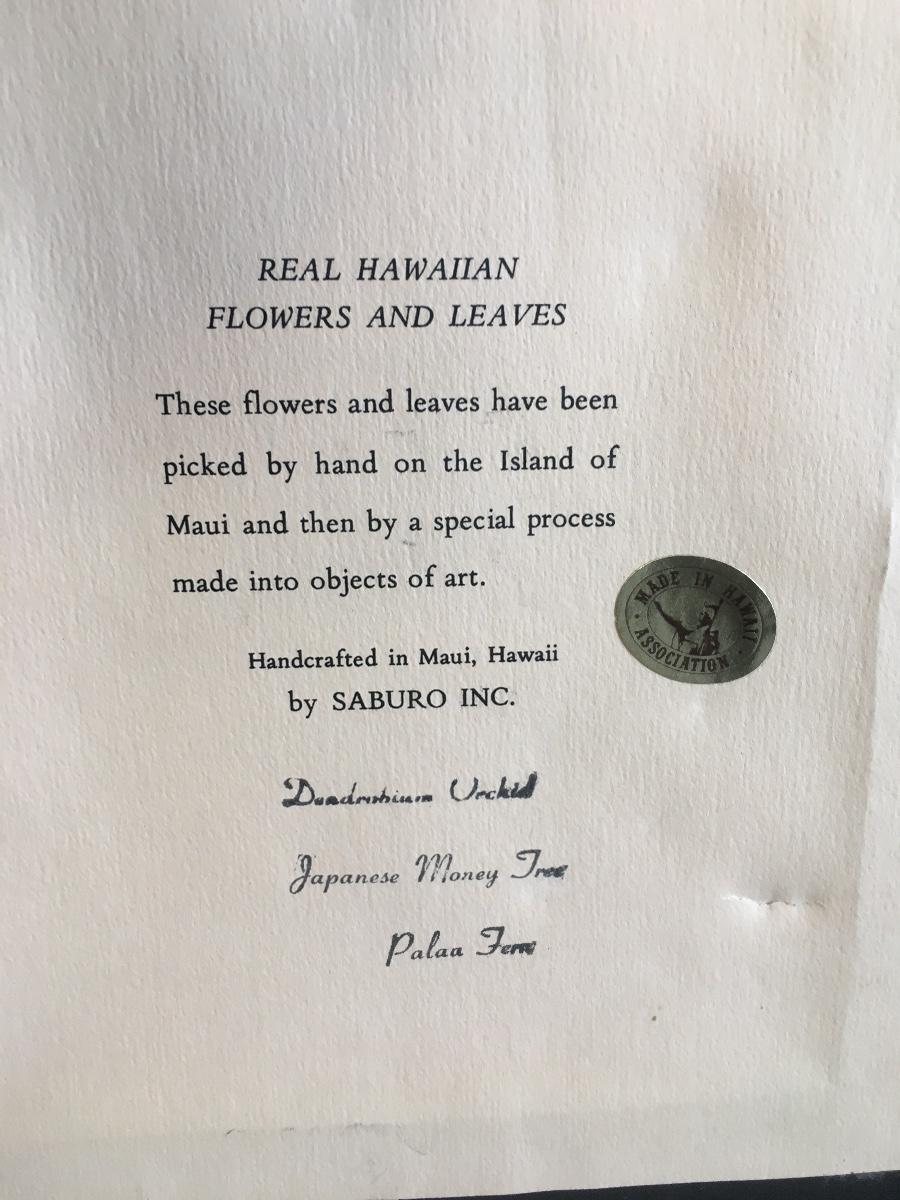 REAL HAWAIIAN
FLOWERS AND LEAVES
These flowers and leaves have been
picked by hand on the Island of
Maui and then by a special process
made into objects of art.
MADE IN HAWAII
ASSOCIATION
Handcrafted in Maui, Hawaii
by SABURO INC.
Dendrobium Orchid
Japanese Money Tree
Palaa Fern